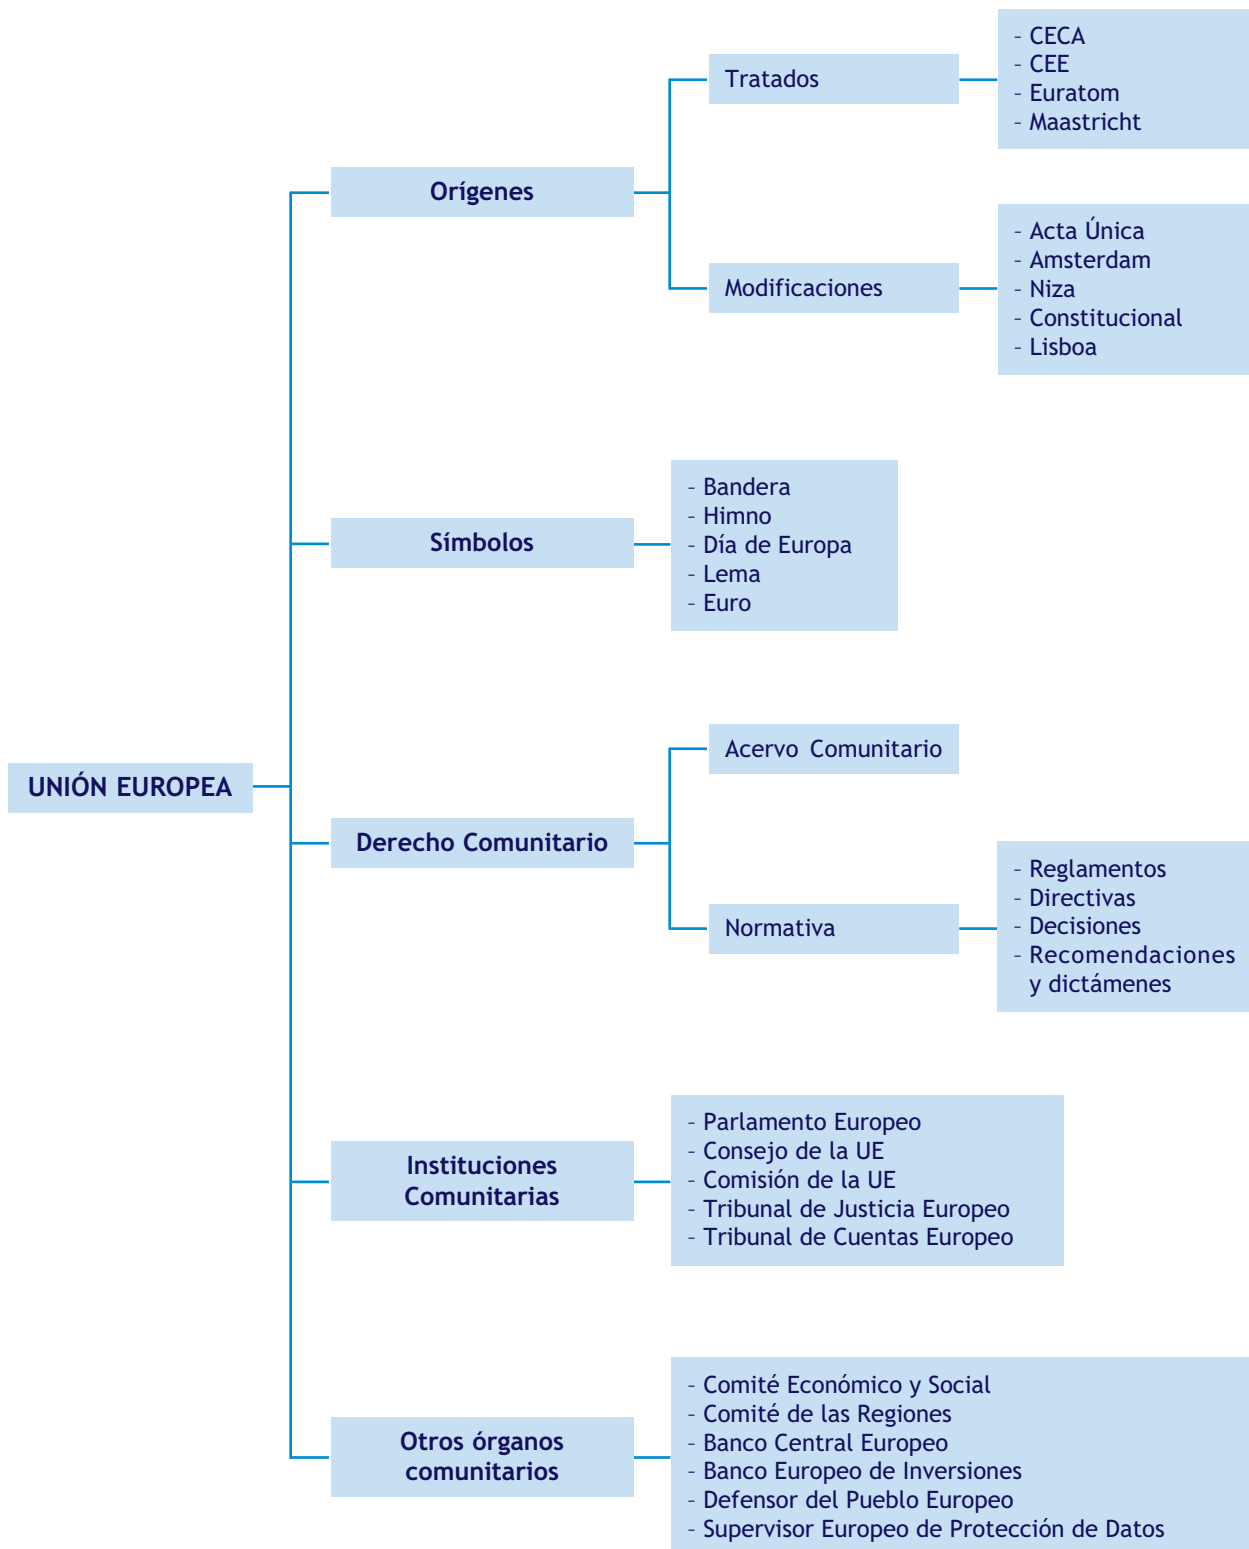 UNIÓN EUROPEA
Orígenes
Tratados
- CECA
- CEE
- Euratom
- Maastricht
Modificaciones
- Acta Única
- Amsterdam
- Niza
- Constitucional
- Lisboa
Símbolos
- Bandera
- Himno
- Día de Europa
- Lema
- Euro
Derecho Comunitario
Acervo Comunitario
Normativa
- Reglamentos
- Directivas
- Decisiones
- Recomendaciones
y dictámenes
Instituciones
Comunitarias
- Parlamento Europeo
- Consejo de la UE
- Comisión de la UE
- Tribunal de Justicia Europeo
- Tribunal de Cuentas Europeo
Otros órganos
comunitarios
- Comité Económico y Social
- Comité de las Regiones
- Banco Central Europeo
- Banco Europeo de Inversiones
- Defensor del Pueblo Europeo
- Supervisor Europeo de Protección de Datos